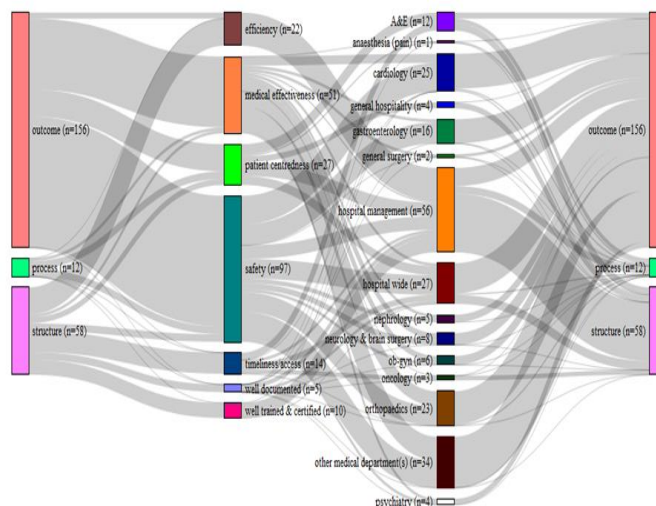 outcome (n=156)
process (n=12)
structure (n=58)
efficiency (n=22)
medical effectiveness (n=51)
patient centredness (n=27)
safety (n=97)
timeliness access (n=14)
well documented (n=5)
well trained & certified (n=10)
A&E (n=12)
anaesthesia (pain) (n=1)
cardiology (n=25)
general hospitality (n=4)
gastroenterology (n=16)
general surgery (n=2)
hospital management (n=56)
hospital wide (n=27)
nephrology (n=5)
neurology & brain surgery (n=8)
ob-gyn (n=6)
oncology (n=3)
orthopaedics (n=23)
other medical department(s) (n=34)
psychiatry (n=4)
outcome (n=156)
process (n=12)
structure (n=58)